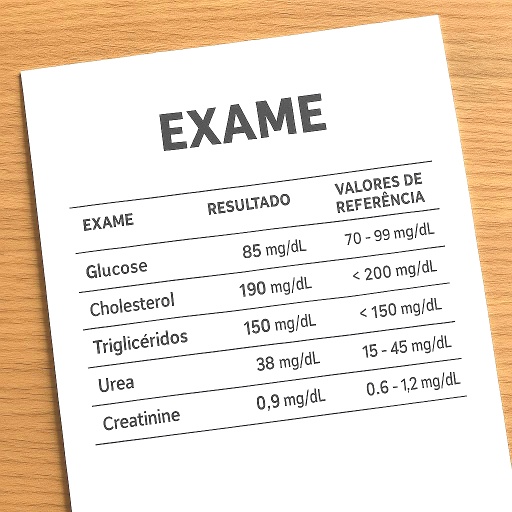 EXAME
EXAME RESULTADO VALORES DE REFERÊNCIA
Glucose 85 mg/dL 70 - 99 mg/dL
Cholesterol 190 mg/dL < 200 mg/dL
Triglicéridos 150 mg/dL < 150 mg/dL
Urea 38 mg/dL 15 - 45 mg/dL
Creatinine 0,9 mg/dL 0.6 - 1,2 mg/dL